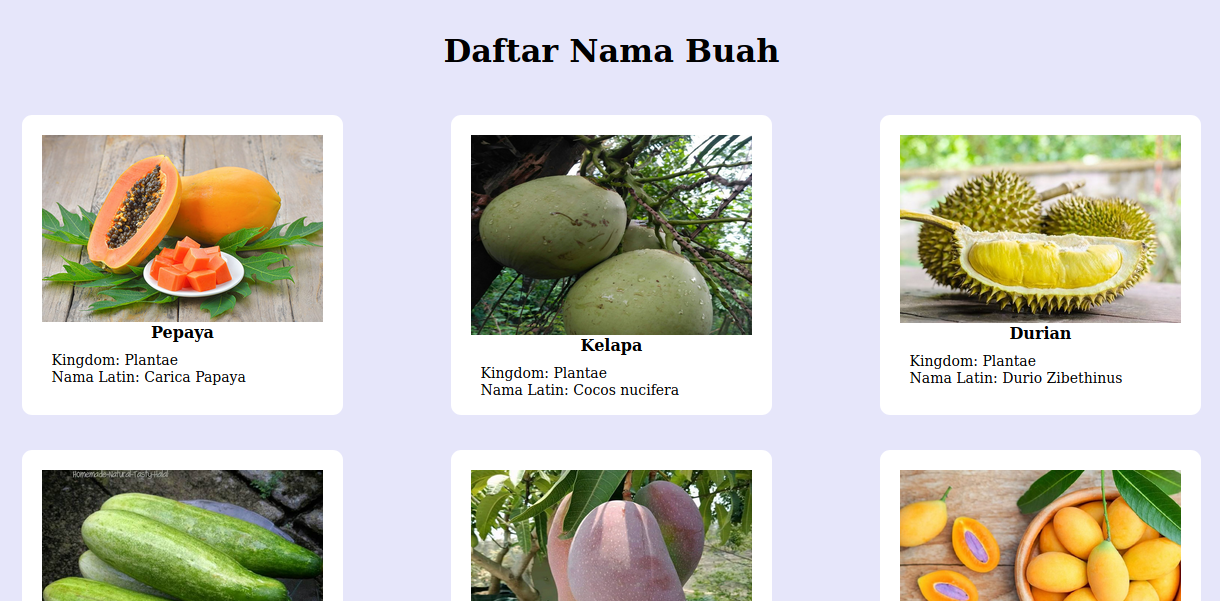 Daftar Nama Buah
Pepaya
Kingdom: Plantae
Nama Latin: Carica Papaya
Kelapa
Kingdom: Plantae
Nama Latin: Cocos nucifera
Durian
Kingdom: Plantae
Nama Latin: Durio Zibethinus
Homemade-Natural-Tasty-Halal